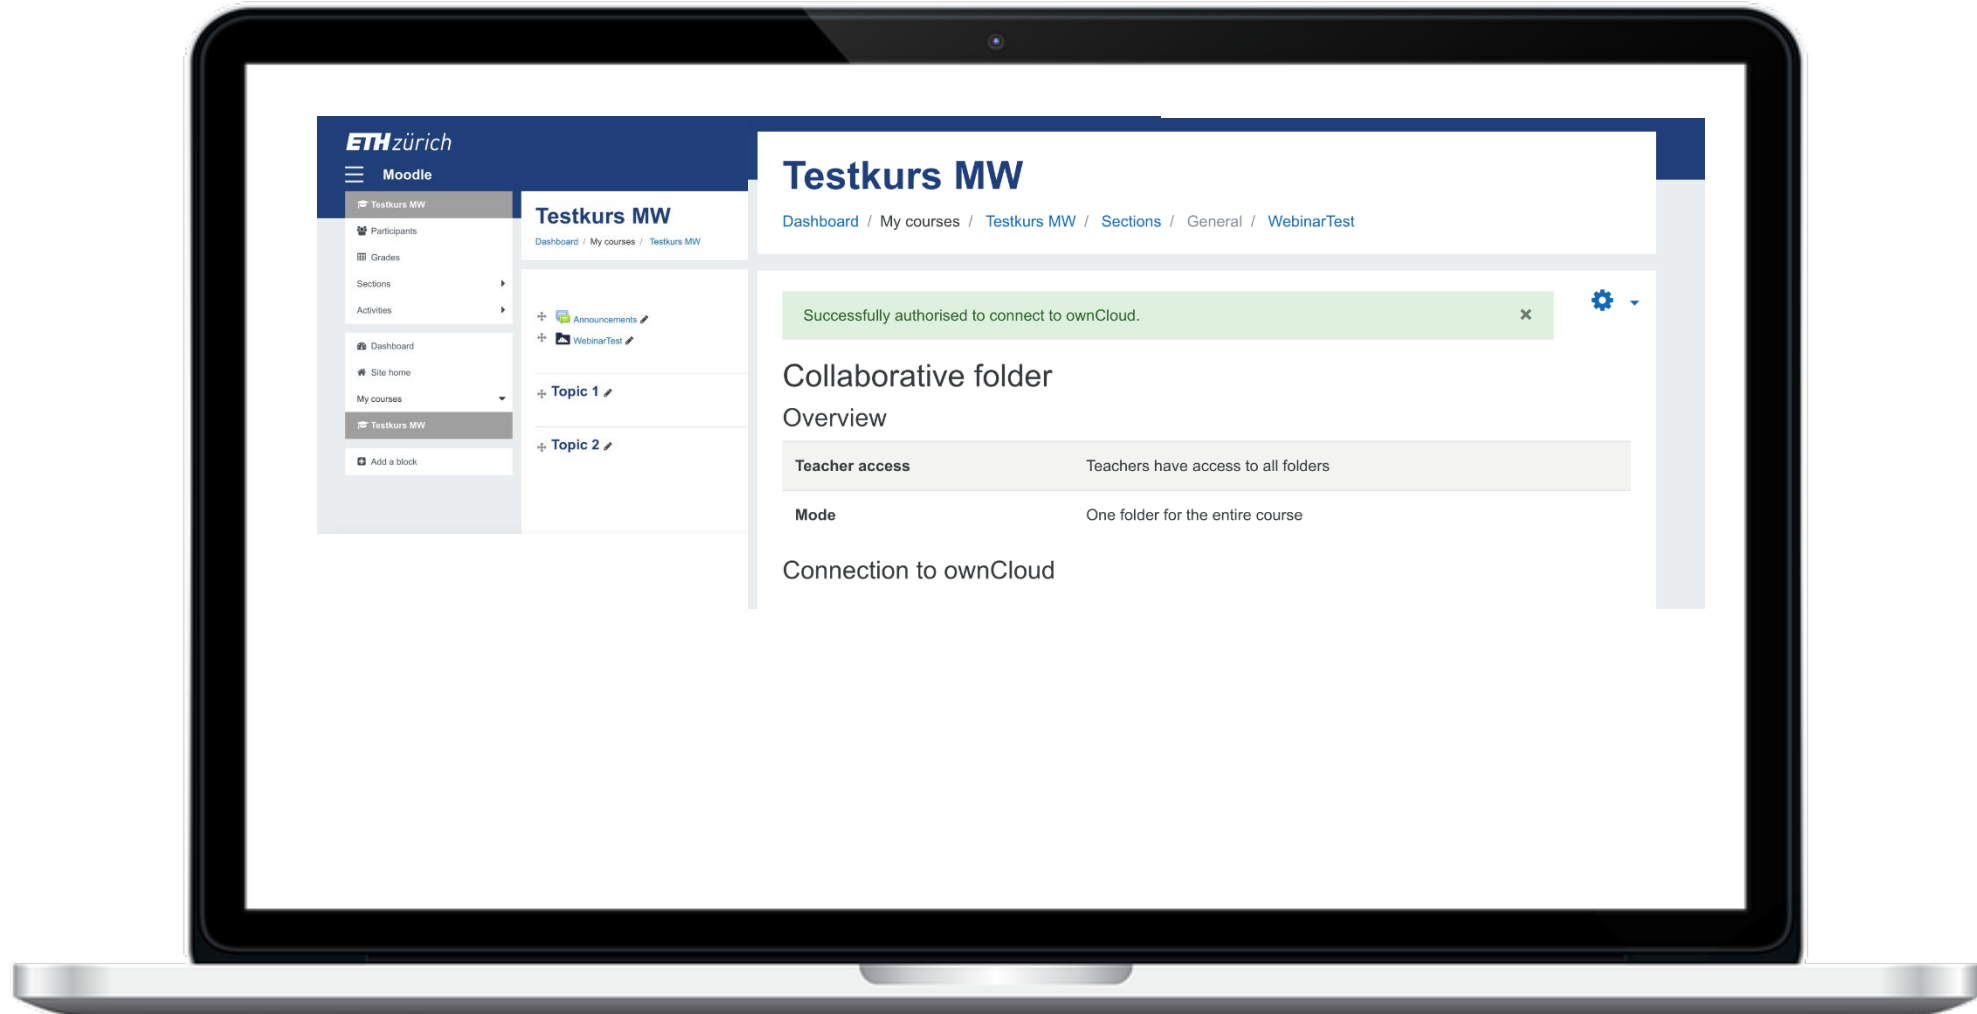 ETH zürich
Moodle
Testkurs MW
Participants
Grades
Sections
Activities
Dashboard
Site home
My courses
Testkurs MW
Add a block
Testkurs MW
Dashboard / My courses / Testkurs MW
Announcements
WebinarTest
Topic 1
Topic 2
Testkurs MW
Dashboard / My courses / Testkurs MW / Sections / General / WebinarTest
Successfully authorised to connect to ownCloud.
Collaborative folder
Overview
Teacher access Teachers have access to all folders
Mode One folder for the entire course
Connection to ownCloud